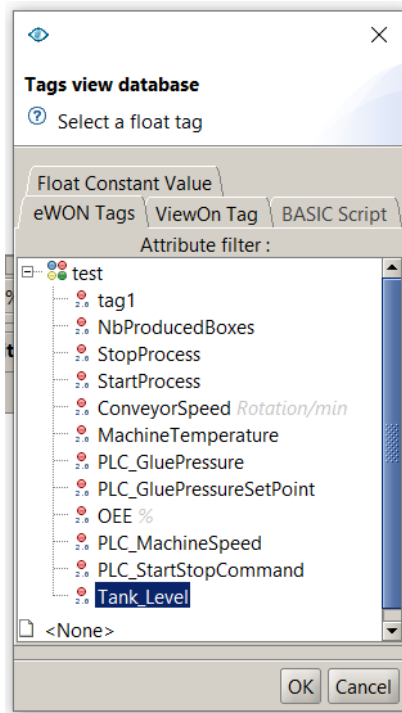 Tags view database
Select a float tag
Float Constant Value
eWON Tags ViewOn Tag BASIC Script
Attribute filter :
test
tag1
NbProducedBoxes
StopProcess
StartProcess
ConveyorSpeed Rotation/min
MachineTemperature
PLC_GluePressure
PLC_GluePressureSetPoint
OEE %
PLC_MachineSpeed
PLC_StartStopCommand
Tank_Level
<None>
OK Cancel